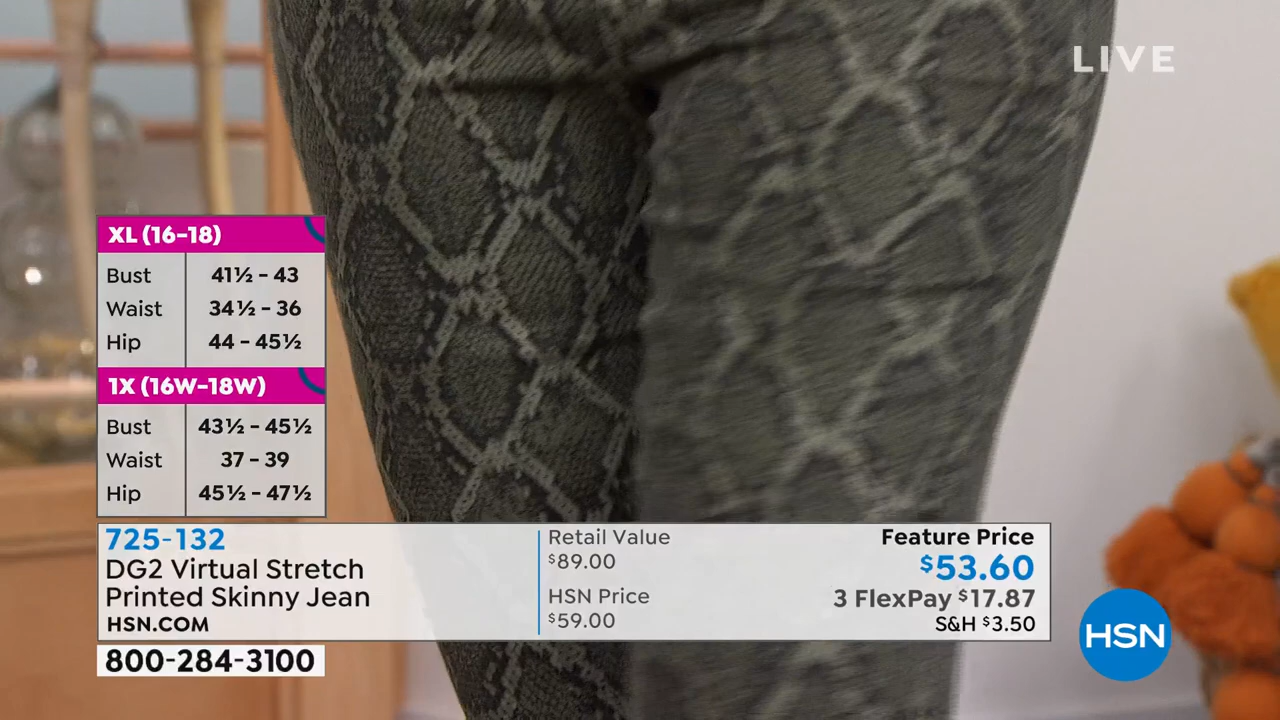 LIVE
XL (16-18)
Bust 41½ - 43
Waist 34½ - 36
Hip 44 - 45½
1X (16W-18W)
Bust 43½ - 45½
Waist 37 - 39
Hip 45½ - 47½
725-132
DG2 Virtual Stretch
Printed Skinny Jean
HSN.COM
Retail Value
$89.00
HSN Price
$59.00
Feature Price
$53.60
3 FlexPay $17.87
S&H $3.50
HSN
800-284-3100